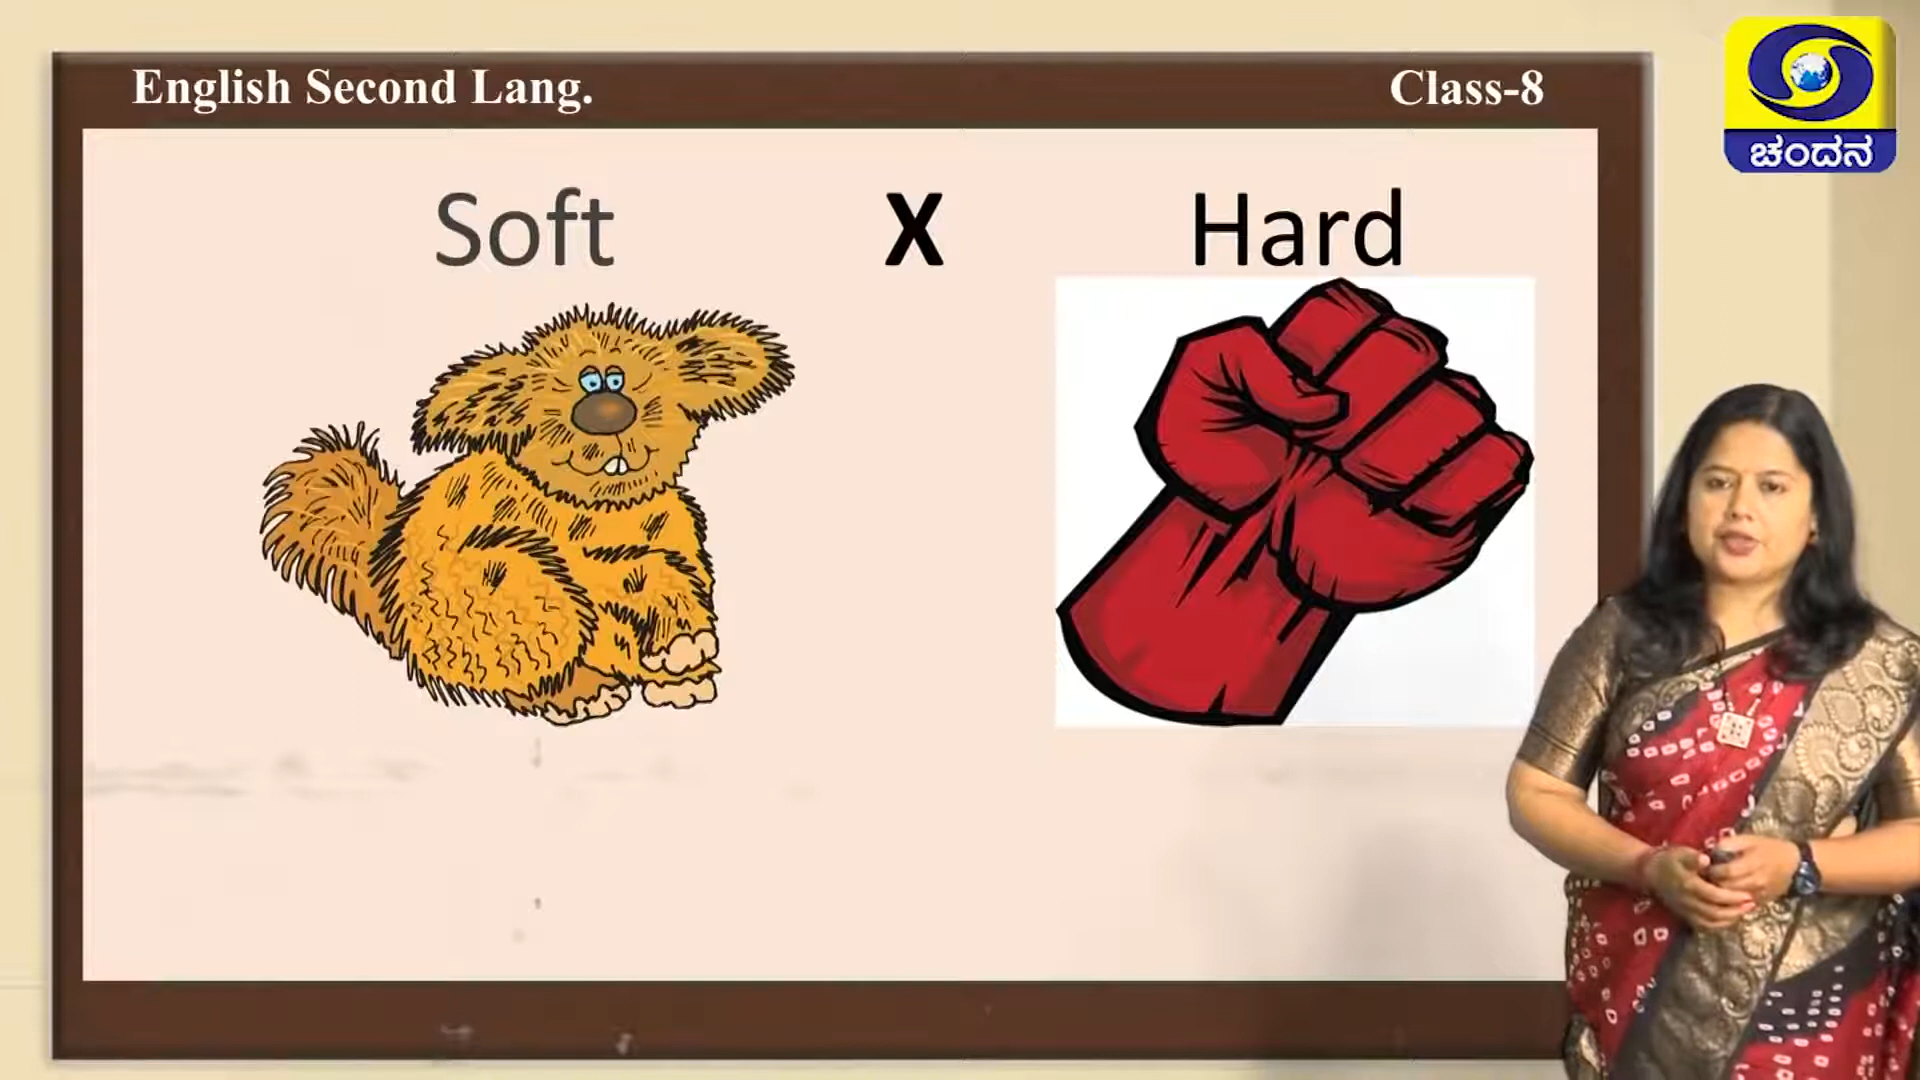 English Second Lang.
Class-8
ಚಂದನ
Soft X Hard